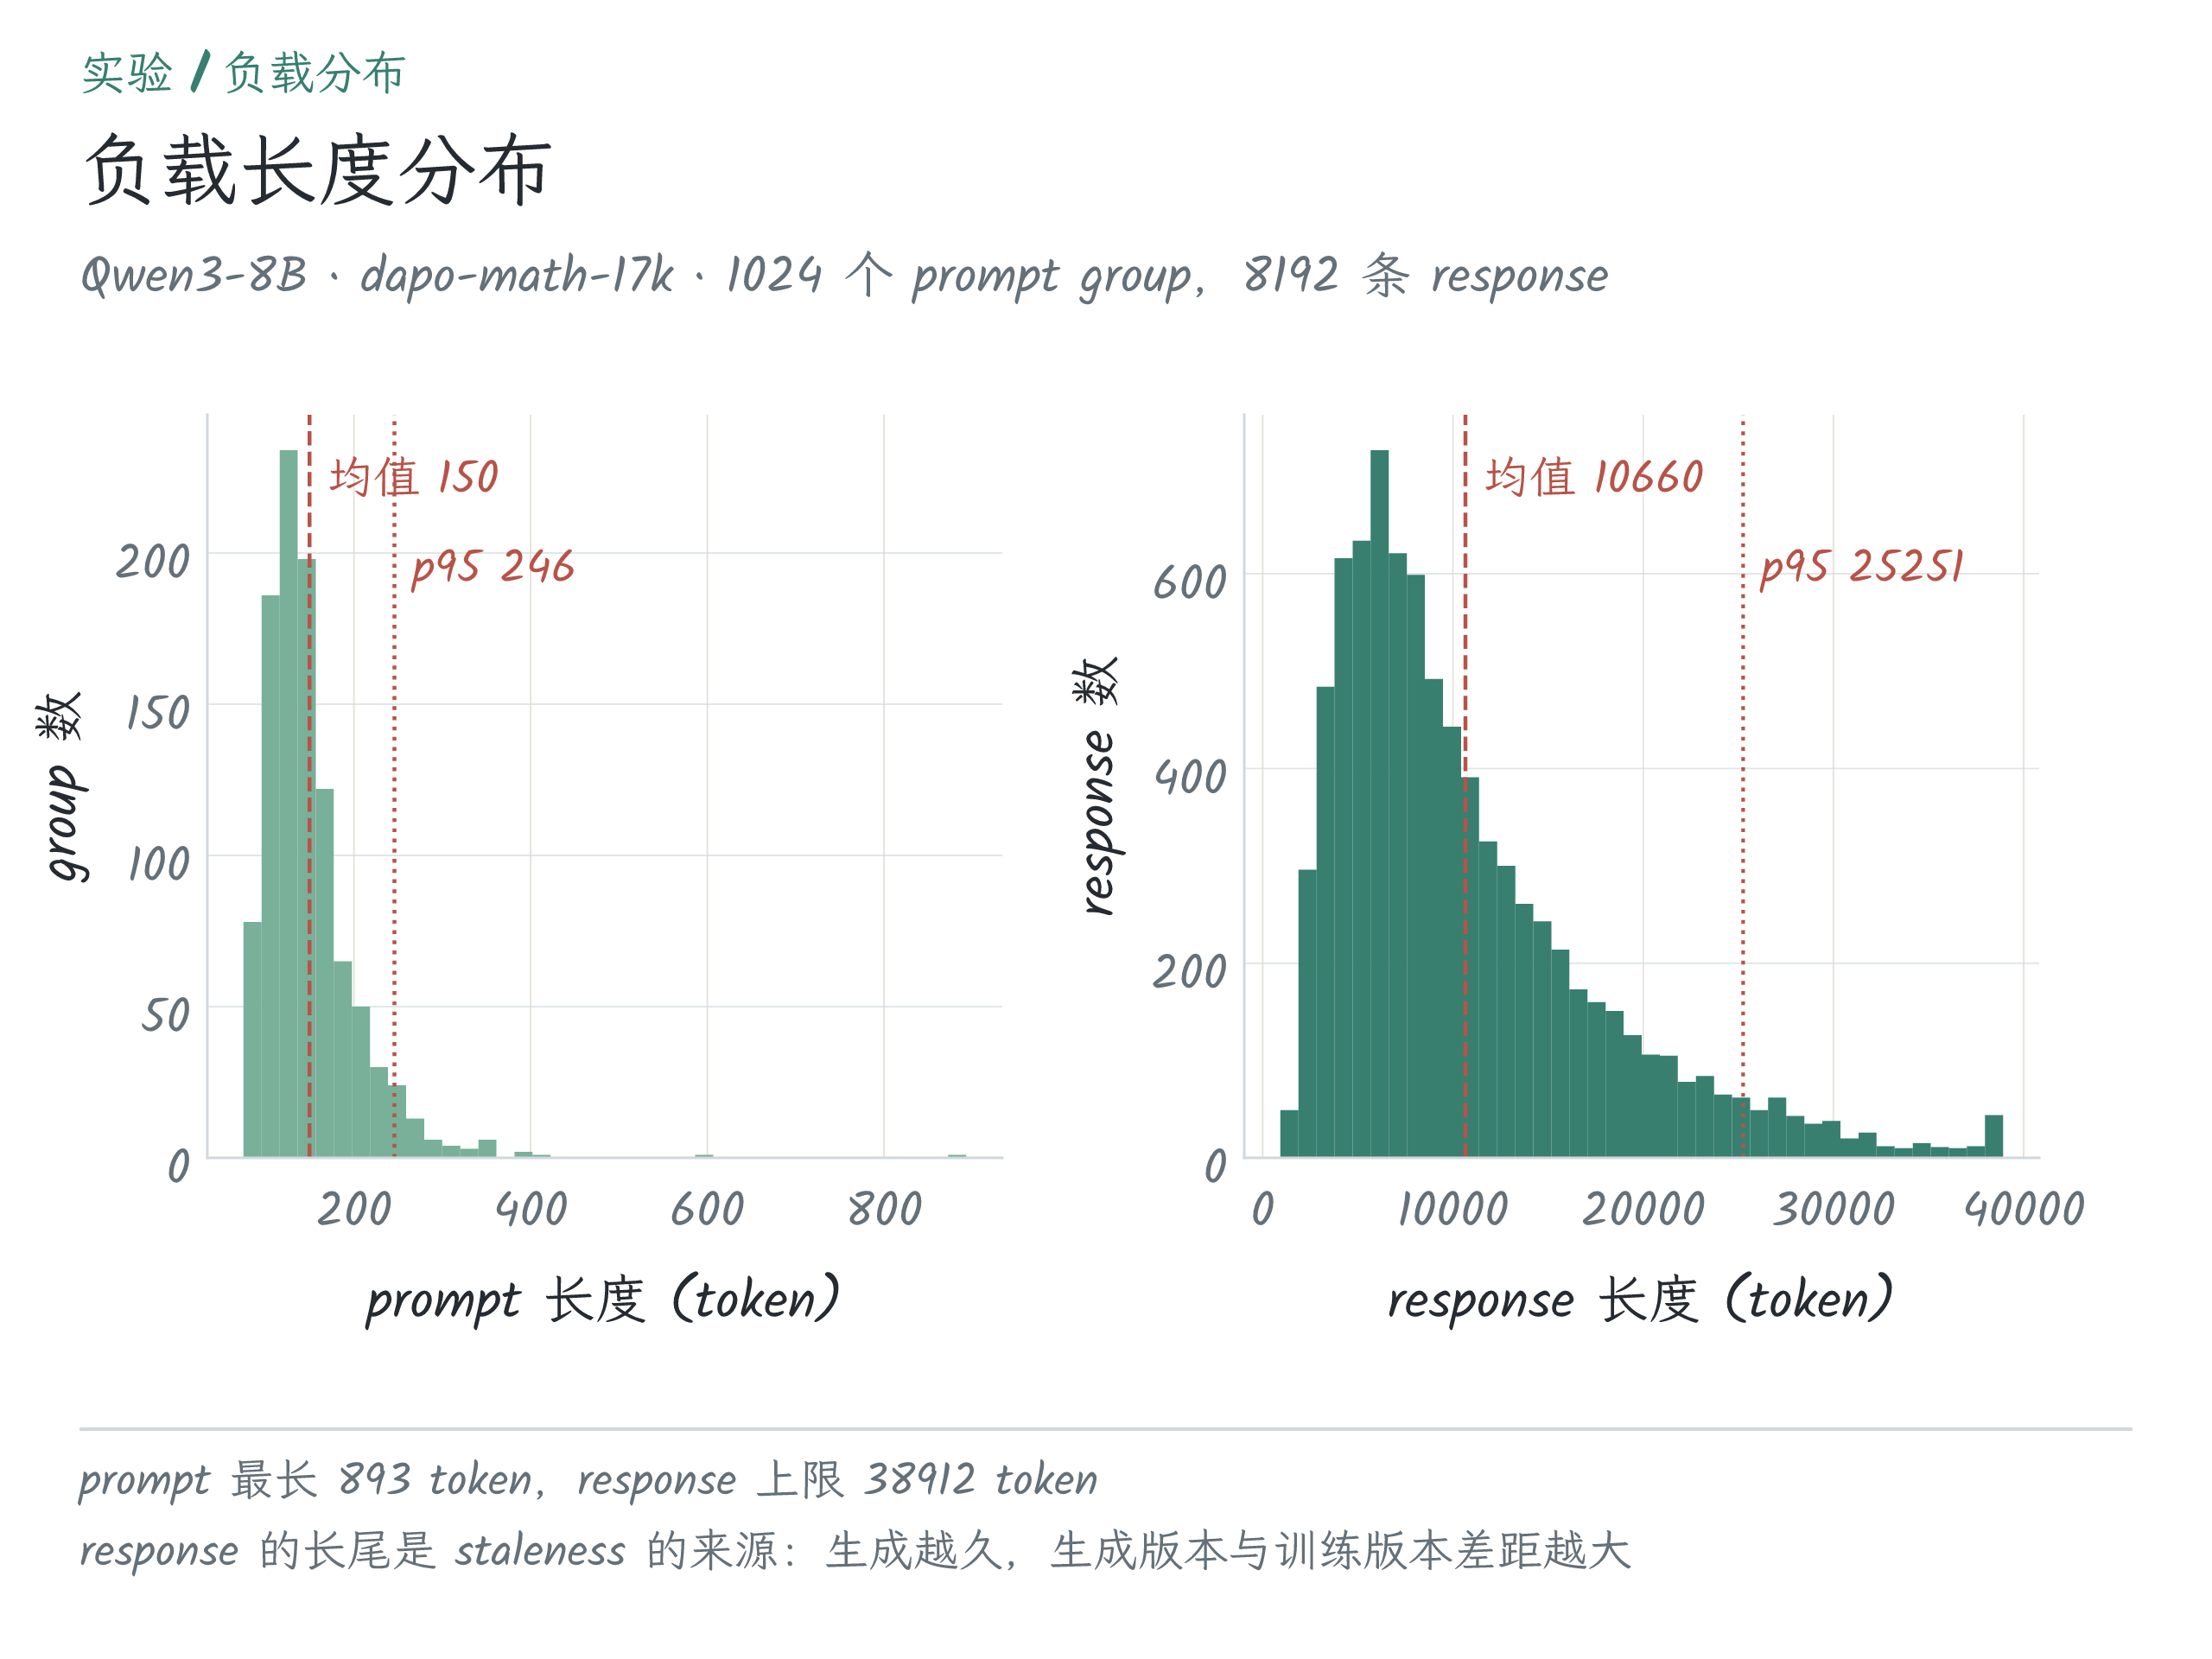 实验 / 负载分布
负载长度分布
Qwen3-8B · dapo-math-17k · 1024 个 prompt group, 8192 条 response
均值 150
p95 246
200
150
100
50
0
group 数
200 400 600 800
prompt 长度 (token)
均值 10660
p95 25251
600
400
200
0
response 数
0 10000 20000 30000 40000
response 长度 (token)
prompt 最长 893 token, response 上限 38912 token
response 的长尾是 staleness 的来源: 生成越久, 生成版本与训练版本差距越大